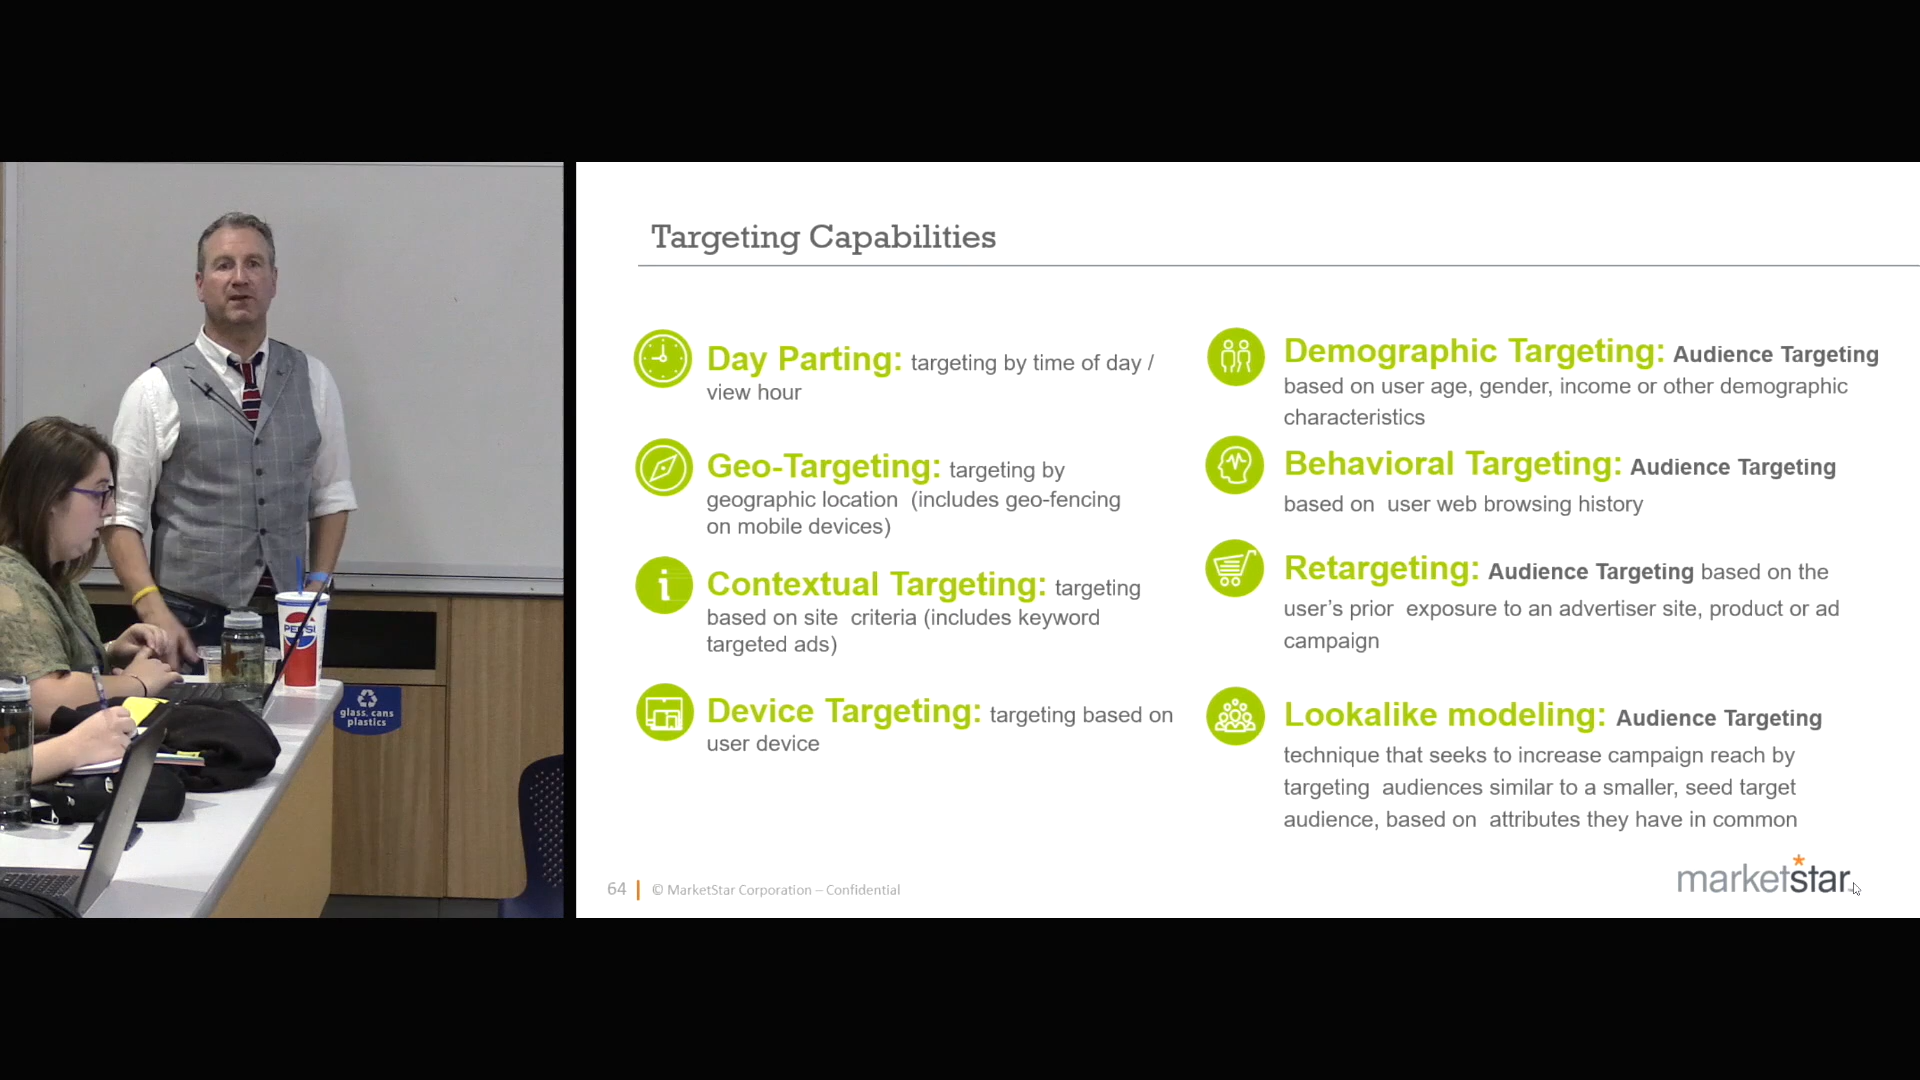 Targeting Capabilities
Day Parting: targeting by time of day /
view hour
Geo-Targeting: targeting by
geographic location (includes geo-fencing
on mobile devices)
Contextual Targeting: targeting
based on site criteria (includes keyword
targeted ads)
Device Targeting: targeting based on
user device
Demographic Targeting: Audience Targeting
based on user age, gender, income or other demographic
characteristics
Behavioral Targeting: Audience Targeting
based on user web browsing history
Retargeting: Audience Targeting based on the
user’s prior exposure to an advertiser site, product or ad
campaign
Lookalike modeling: Audience Targeting
technique that seeks to increase campaign reach by
targeting audiences similar to a smaller, seed target
audience, based on attributes they have in common
64 | © MarketStar Corporation – Confidential
marketstar
PEPSI
glass, cans
plastics